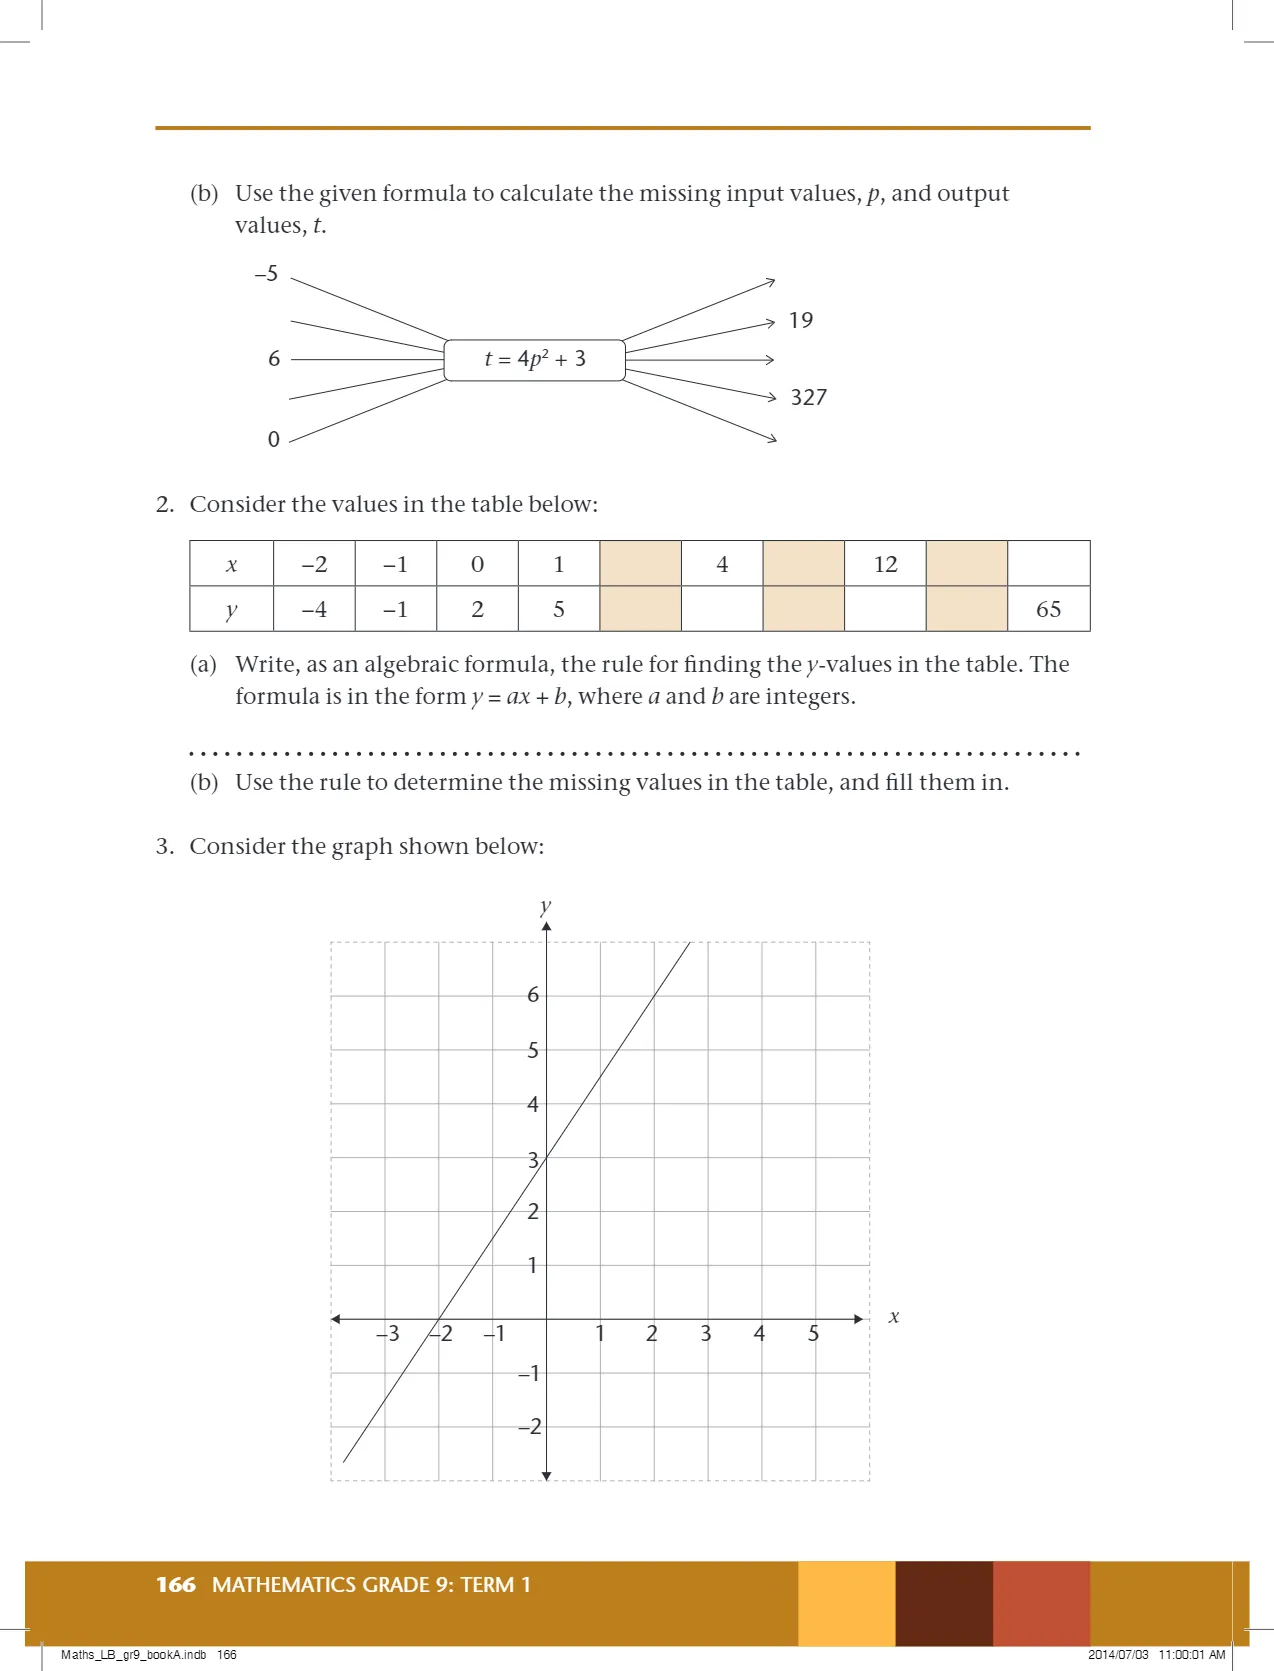 (b) Use the given formula to calculate the missing input values, p, and output
values, t.
–5
19
6
t = 4p² + 3
327
0
2. Consider the values in the table below:
x –2 –1 0 1 4 12
y –4 –1 2 5 65
(a) Write, as an algebraic formula, the rule for finding the y-values in the table. The
formula is in the form y = ax + b, where a and b are integers.
(b) Use the rule to determine the missing values in the table, and fill them in.
3. Consider the graph shown below:
y
6
5
4
3
2
1
x
–3 –2 –1 1 2 3 4 5
–1
–2
166 MATHEMATICS GRADE 9: TERM 1
Maths_LB_gr9_bookA.indb 166 2014/07/03 11:00:01 AM